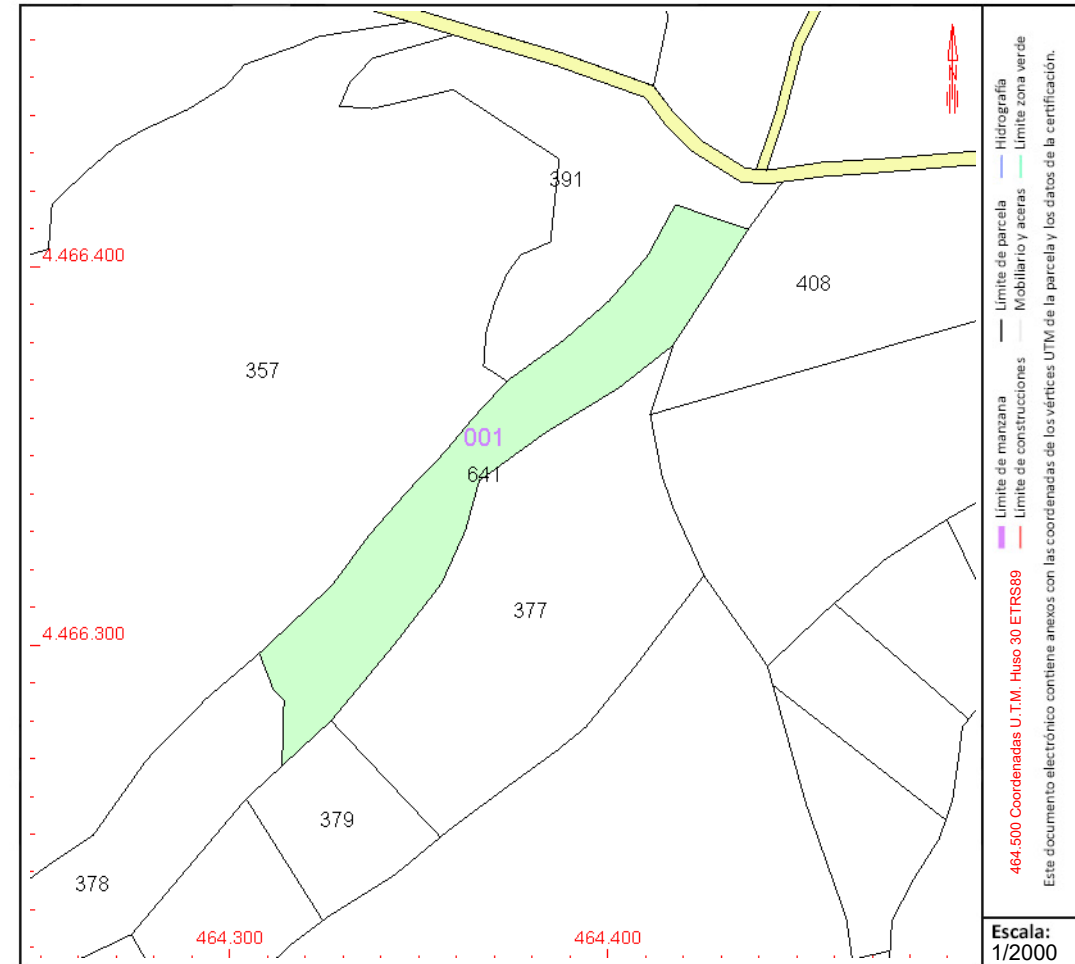 391
4.466.400
408
357
001
641
377
4.466.300
379
378
464.300
464.400
N
Límite de manzana
Límite de parcela
Hidrografía
464.500 Coordenadas U.T.M. Huso 30 ETRS89
Límite de construcciones
Mobiliario y aceras
Límite zona verde
Este documento electrónico contiene anexos con las coordenadas de los vértices UTM de la parcela y los datos de la certificación.
Escala:
1/2000